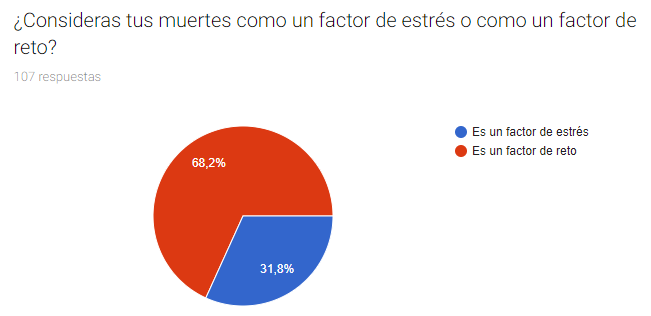 ¿Consideras tus muertes como un factor de estrés o como un factor de
reto?
107 respuestas
Es un factor de estrés
Es un factor de reto
68,2%
31,8%